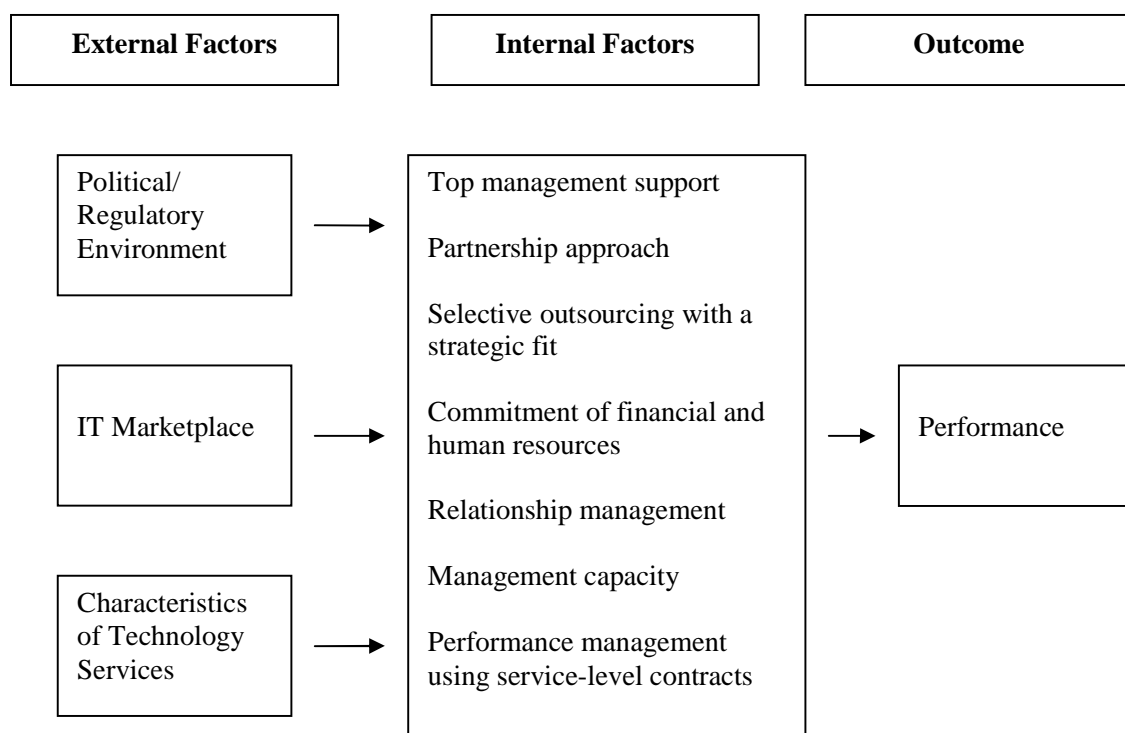 External Factors
Internal Factors
Outcome
Political/
Regulatory
Environment
IT Marketplace
Characteristics
of Technology
Services
Top management support
Partnership approach
Selective outsourcing with a
strategic fit
Commitment of financial and
human resources
Relationship management
Management capacity
Performance management
using service-level contracts
Performance